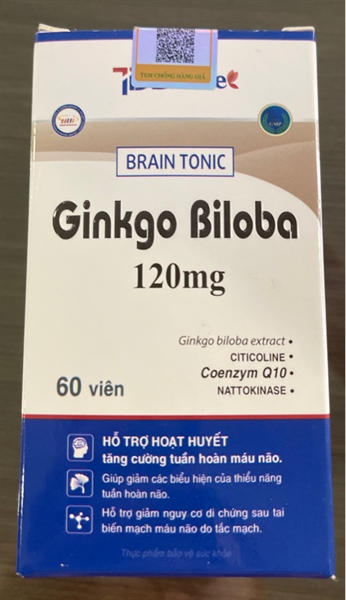 TEM CHỐNG HÀNG GIẢ
BRAIN TONIC
Ginkgo Biloba
120mg
Ginkgo biloba extract •
CITICOLINE •
Coenzym Q10 •
NATTOKINASE •
60 viên
HỖ TRỢ HOẠT HUYẾT
tăng cường tuần hoàn máu não.
Giúp giảm các biểu hiện của thiểu năng
tuần hoàn não.
Hỗ trợ giảm nguy cơ di chứng sau tai
biến mạch máu não do tắc mạch.
Thực phẩm bảo vệ sức khỏe